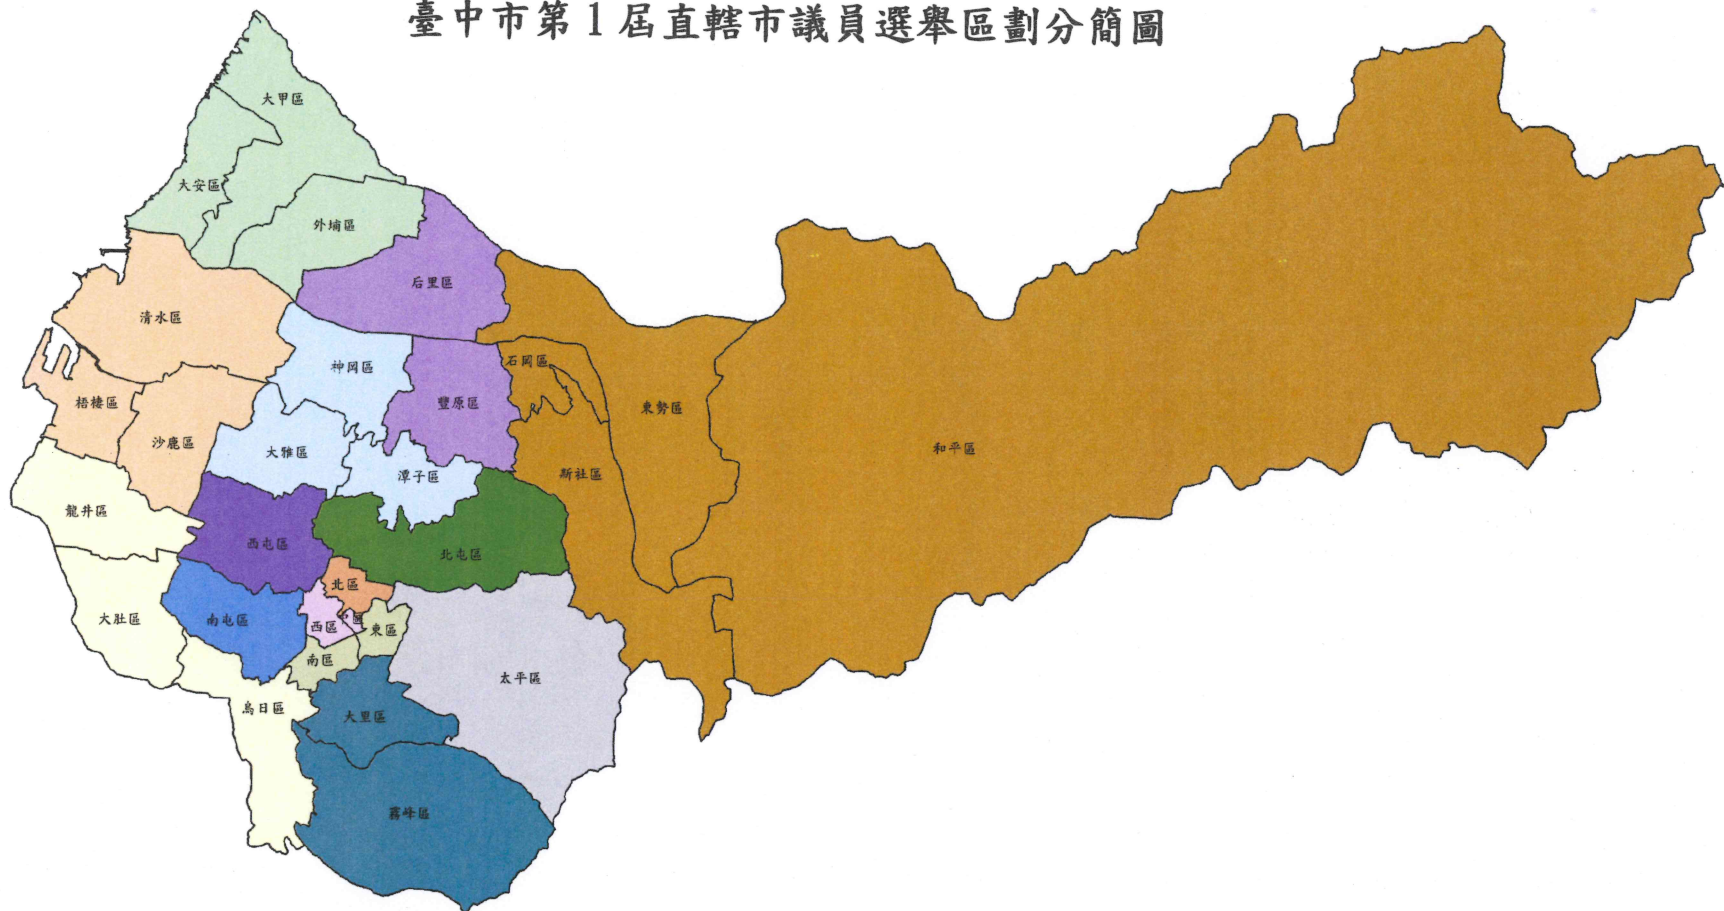 臺中市第1屆直轄市議員選舉區劃分簡圖
大甲區
大安區
外埔區
后里區
清水區
神岡區
石岡區
豐原區
東勢區
梧棲區
沙鹿區
大雅區
潭子區
新社區
和平區
龍井區
西屯區
北屯區
北區
大肚區
南屯區
西區
中區
東區
南區
太平區
烏日區
大里區
霧峰區